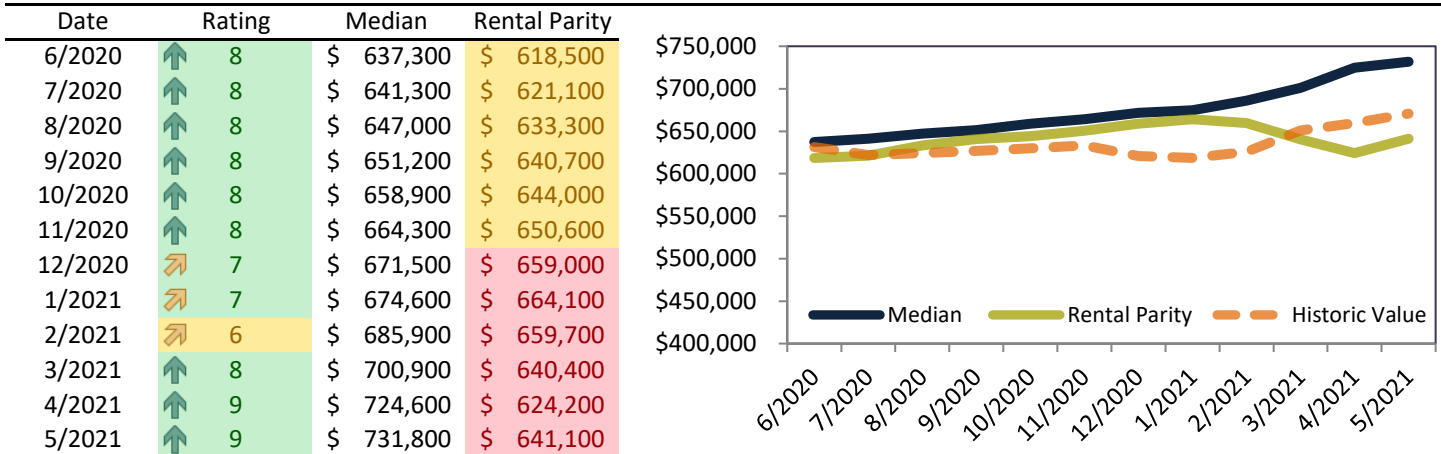 Date Rating Median Rental Parity
6/2020 8 $ 637,300 $ 618,500
7/2020 8 $ 641,300 $ 621,100
8/2020 8 $ 647,000 $ 633,300
9/2020 8 $ 651,200 $ 640,700
10/2020 8 $ 658,900 $ 644,000
11/2020 8 $ 664,300 $ 650,600
12/2020 7 $ 671,500 $ 659,000
1/2021 7 $ 674,600 $ 664,100
2/2021 6 $ 685,900 $ 659,700
3/2021 8 $ 700,900 $ 640,400
4/2021 9 $ 724,600 $ 624,200
5/2021 9 $ 731,800 $ 641,100
$750,000
$700,000
$650,000
$600,000
$550,000
$500,000
$450,000
$400,000
Median Rental Parity Historic Value
6/2020 7/2020 8/2020 9/2020 10/2020 11/2020 12/2020 1/2021 2/2021 3/2021 4/2021 5/2021